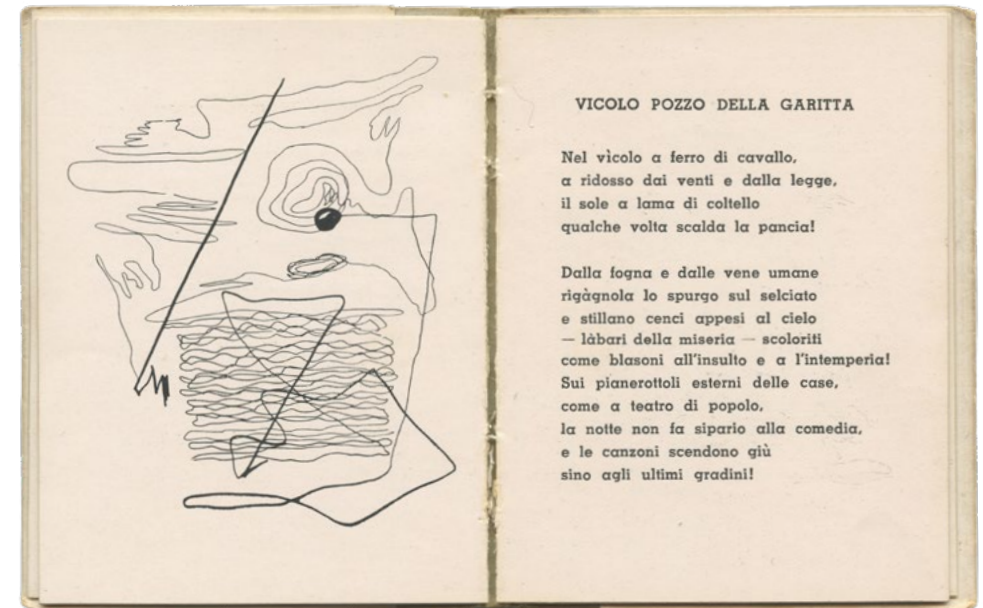 VICOLO POZZO DELLA GARITTA
Nel vìcolo a ferro di cavallo,
a ridosso dai venti e dalla legge,
il sole a lama di coltello
qualche volta scalda la pancia!
Dalla fogna e dalle vene umane
rigàgnola lo spurgo sul selciato
e stillano cenci appesi al cielo
— làbari della miseria — scoloriti
come blasoni all'insulto e a l'intemperia!
Sui pianerottoli esterni delle case,
come a teatro di popolo,
la notte non fa sipario alla comedia,
e le canzoni scendono giù
sino agli ultimi gradini!